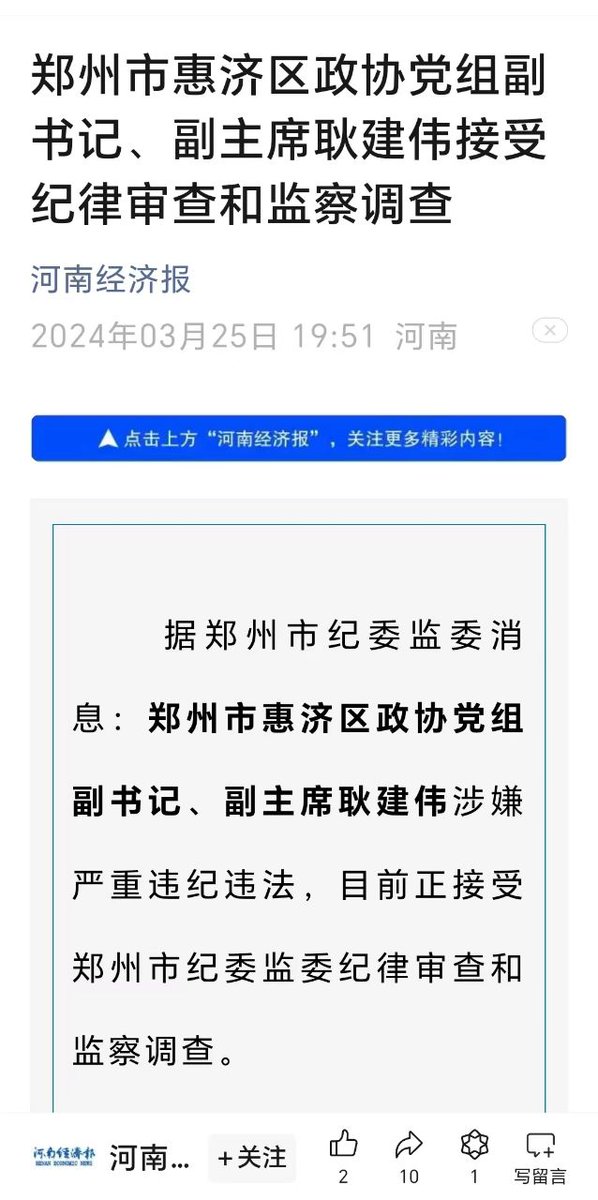 郑州市惠济区政协党组副
书记、副主席耿建伟接受
纪律审查和监察调查
河南经济报
2024年03月25日 19:51 河南
点击上方“河南经济报”，关注更多精彩内容！
据郑州市纪委监委消
息：郑州市惠济区政协党组
副书记、副主席耿建伟涉嫌
严重违纪违法，目前正接受
郑州市纪委监委纪律审查和
监察调查。
河南经济报
HENAN ECONOMIC NEWS
河南...
+关注
2
10
1
写留言